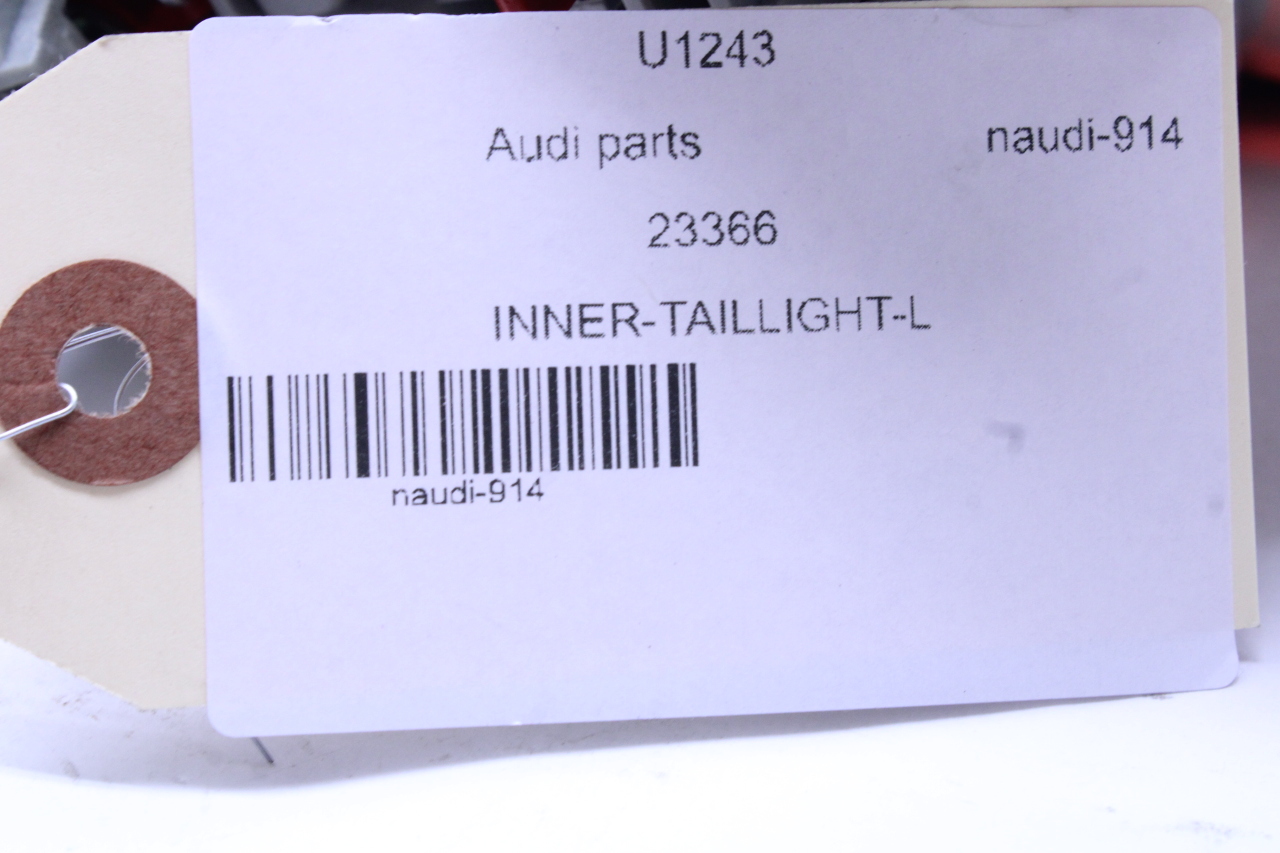 U1243
Audi parts naudi-914
23366
INNER-TAILLIGHT-L
naudi-914